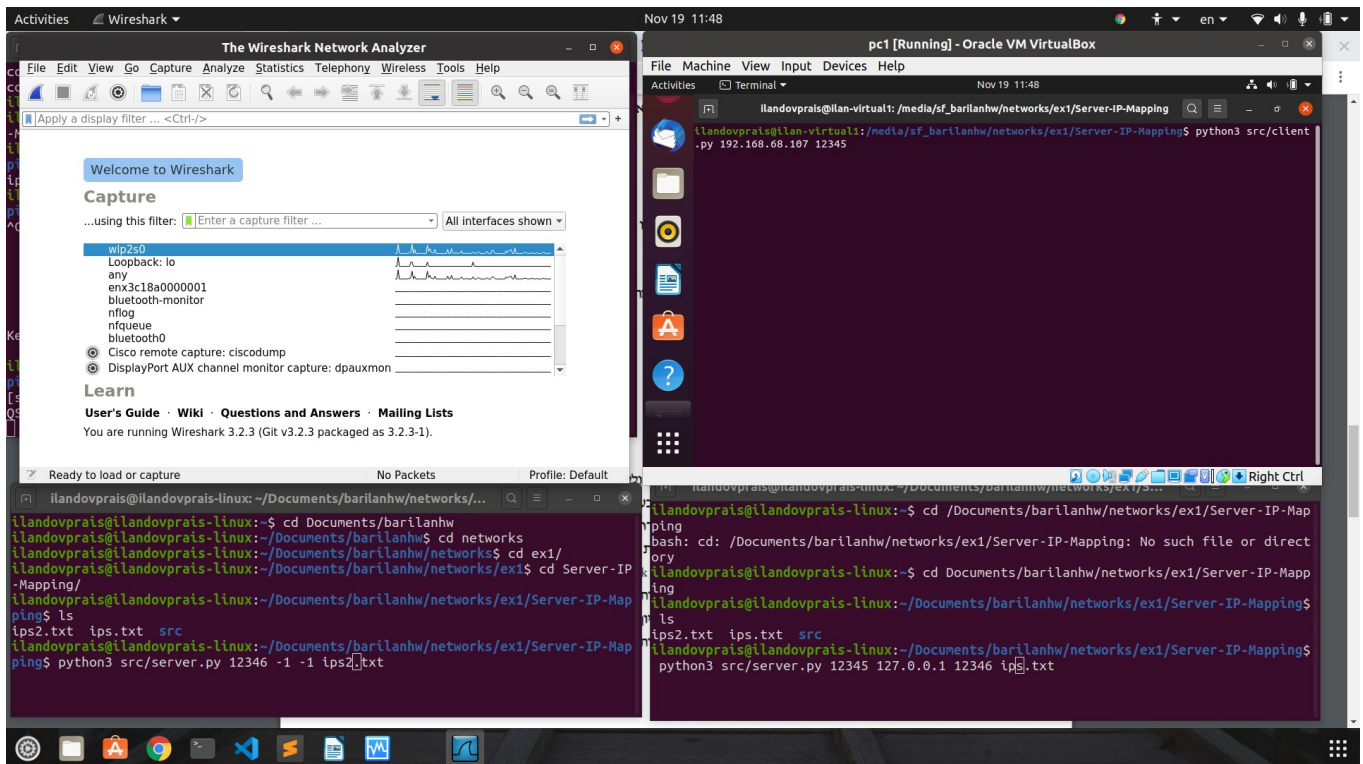 Activities Wireshark Nov 19 11:48 en
The Wireshark Network Analyzer
File Edit View Go Capture Analyze Statistics Telephony Wireless Tools Help
Apply a display filter ... <Ctrl-/>
Welcome to Wireshark
Capture
...using this filter: Enter a capture filter ... All interfaces shown
wlp2s0
Loopback: lo
any
enx3c18a0000001
bluetooth-monitor
nflog
nfqueue
bluetooth0
Cisco remote capture: ciscodump
DisplayPort AUX channel monitor capture: dpauxmon
Learn
User's Guide · Wiki · Questions and Answers · Mailing Lists
You are running Wireshark 3.2.3 (Git v3.2.3 packaged as 3.2.3-1).
Ready to load or capture No Packets Profile: Default
pc1 [Running] - Oracle VM VirtualBox
File Machine View Input Devices Help
Activities Terminal Nov 19 11:48
ilandovprais@ilan-virtual1: /media/sf_barilanhw/networks/ex1/Server-IP-Mapping
ilandovprais@ilan-virtual1:/media/sf_barilanhw/networks/ex1/Server-IP-Mapping$ python3 src/client
.py 192.168.68.107 12345
Right Ctrl
ilandovprais@ilandovprais-linux: ~/Documents/barilanhw/networks/...
ilandovprais@ilandovprais-linux:~$ cd Documents/barilanhw
ilandovprais@ilandovprais-linux:~/Documents/barilanhw$ cd networks
ilandovprais@ilandovprais-linux:~/Documents/barilanhw/networks$ cd ex1/
ilandovprais@ilandovprais-linux:~/Documents/barilanhw/networks/ex1$ cd Server-IP
-Mapping/
ilandovprais@ilandovprais-linux:~/Documents/barilanhw/networks/ex1/Server-IP-Map
ping$ ls
ips2.txt ips.txt src
ilandovprais@ilandovprais-linux:~/Documents/barilanhw/networks/ex1/Server-IP-Map
ping$ python3 src/server.py 12346 -1 -1 ips2.txt
ilandovprais@ilandovprais-linux: ~/Documents/barilanhw/networks/ex1/S...
ilandovprais@ilandovprais-linux:~$ cd /Documents/barilanhw/networks/ex1/Server-IP-Map
ping
bash: cd: /Documents/barilanhw/networks/ex1/Server-IP-Mapping: No such file or direct
ory
ilandovprais@ilandovprais-linux:~$ cd Documents/barilanhw/networks/ex1/Server-IP-Mapp
ing
ilandovprais@ilandovprais-linux:~/Documents/barilanhw/networks/ex1/Server-IP-Mapping$
ls
ips2.txt ips.txt src
ilandovprais@ilandovprais-linux:~/Documents/barilanhw/networks/ex1/Server-IP-Mapping$
python3 src/server.py 12345 127.0.0.1 12346 ips.txt